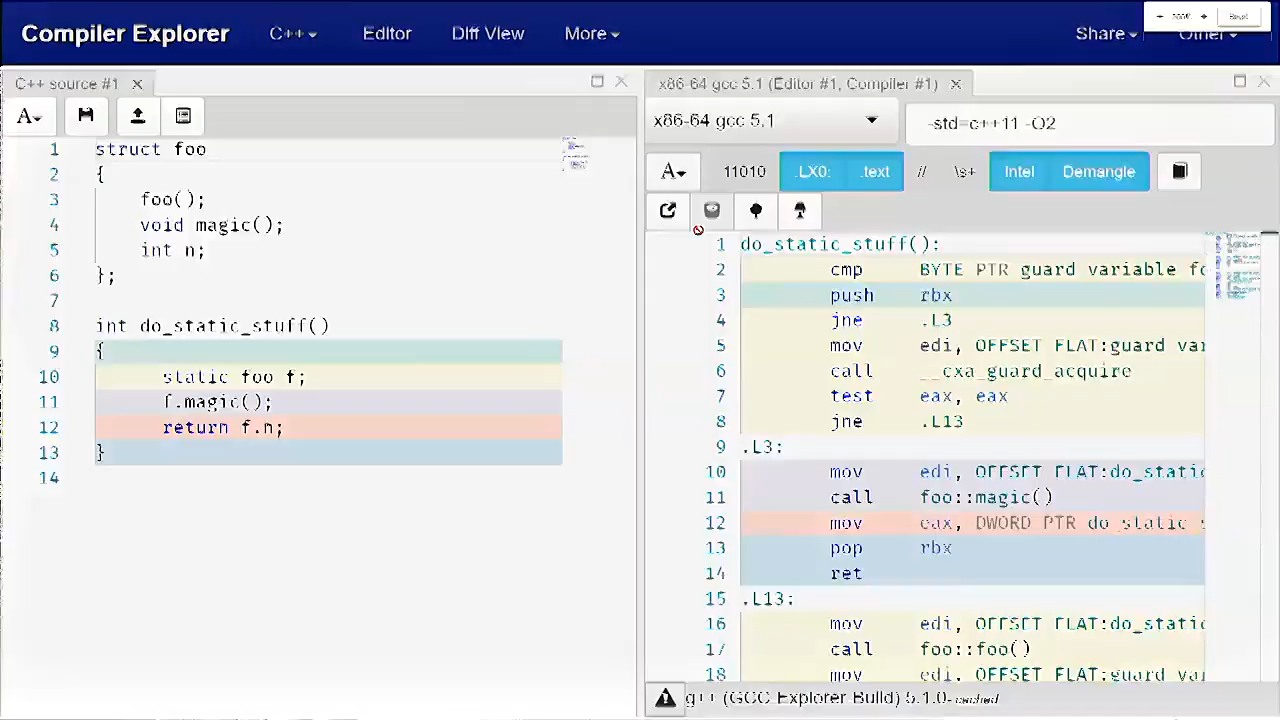 Compiler Explorer C++ Editor Diff View More Share Other
Reset
C++ source #1
A
1 struct foo
2 {
3 foo();
4 void magic();
5 int n;
6 };
7
8 int do_static_stuff()
9 {
10 static foo f;
11 f.magic();
12 return f.n;
13 }
14
x86-64 gcc 5.1 (Editor #1, Compiler #1)
x86-64 gcc 5.1 -std=c++11 -O2
A 11010 .LX0: .text // \s+ Intel Demangle
1 do_static_stuff():
2 cmp BYTE PTR guard variable fo
3 push rbx
4 jne .L3
5 mov edi, OFFSET FLAT:guard var
6 call __cxa_guard_acquire
7 test eax, eax
8 jne .L13
9 .L3:
10 mov edi, OFFSET FLAT:do_static
11 call foo::magic()
12 mov eax, DWORD PTR do_static_s
13 pop rbx
14 ret
15 .L13:
16 mov edi, OFFSET FLAT:do_static
17 call foo::foo()
18 mov edi, OFFSET FLAT:guard var
g++ (GCC-Explorer-Build) 5.1.0 - cached